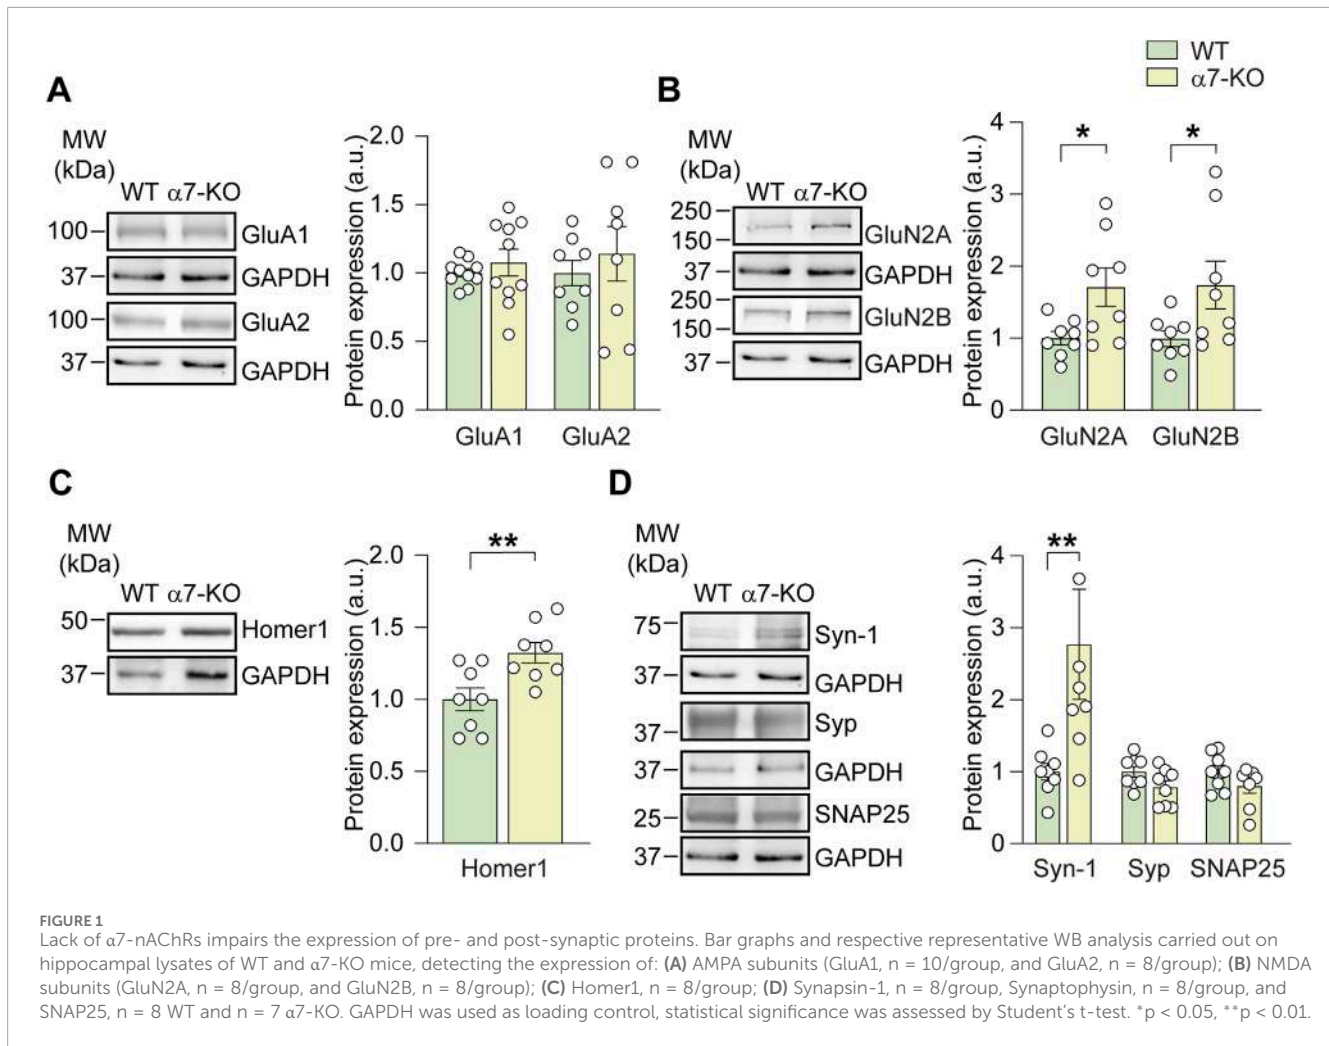 WT
α7-KO
A
MW
(kDa)
WT α7-KO
100
GluA1
37
GAPDH
100
GluA2
37
GAPDH
Protein expression (a.u.)
2.0
1.5
1.0
0.5
0.0
GluA1
GluA2
B
MW
(kDa)
WT α7-KO
250
150
GluN2A
37
GAPDH
250
150
GluN2B
37
GAPDH
Protein expression (a.u.)
4
3
2
1
0
*
*
GluN2A
GluN2B
C
MW
(kDa)
WT α7-KO
50
Homer1
37
GAPDH
Protein expression (a.u.)
2.0
1.5
1.0
0.5
0.0
**
Homer1
D
MW
(kDa)
WT α7-KO
75
Syn-1
37
GAPDH
Syp
37
37
GAPDH
25
SNAP25
37
GAPDH
Protein expression (a.u.)
4
3
2
1
0
**
Syn-1
Syp
SNAP25
FIGURE 1
Lack of α7-nAChRs impairs the expression of pre- and post-synaptic proteins. Bar graphs and respective representative WB analysis carried out on
hippocampal lysates of WT and α7-KO mice, detecting the expression of: (A) AMPA subunits (GluA1, n = 10/group, and GluA2, n = 8/group); (B) NMDA
subunits (GluN2A, n = 8/group, and GluN2B, n = 8/group); (C) Homer1, n = 8/group; (D) Synapsin-1, n = 8/group, Synaptophysin, n = 8/group, and
SNAP25, n = 8 WT and n = 7 α7-KO. GAPDH was used as loading control, statistical significance was assessed by Student's t-test. *p < 0.05, **p < 0.01.